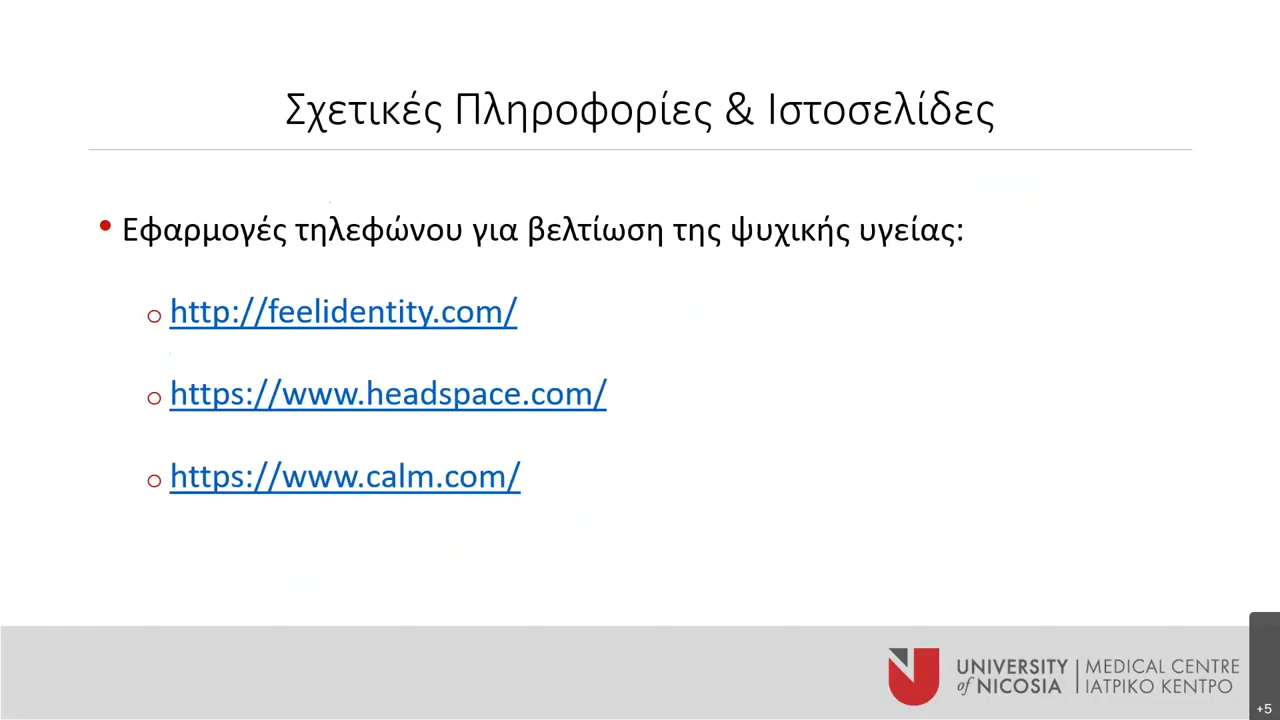 Σχετικές Πληροφορίες & Ιστοσελίδες
• Εφαρμογές τηλεφώνου για βελτίωση της ψυχικής υγείας:
o http://feelidentity.com/
o https://www.headspace.com/
o https://www.calm.com/
UNIVERSITY of NICOSIA | MEDICAL CENTRE ΙΑΤΡΙΚΟ ΚΕΝΤΡΟ
+5